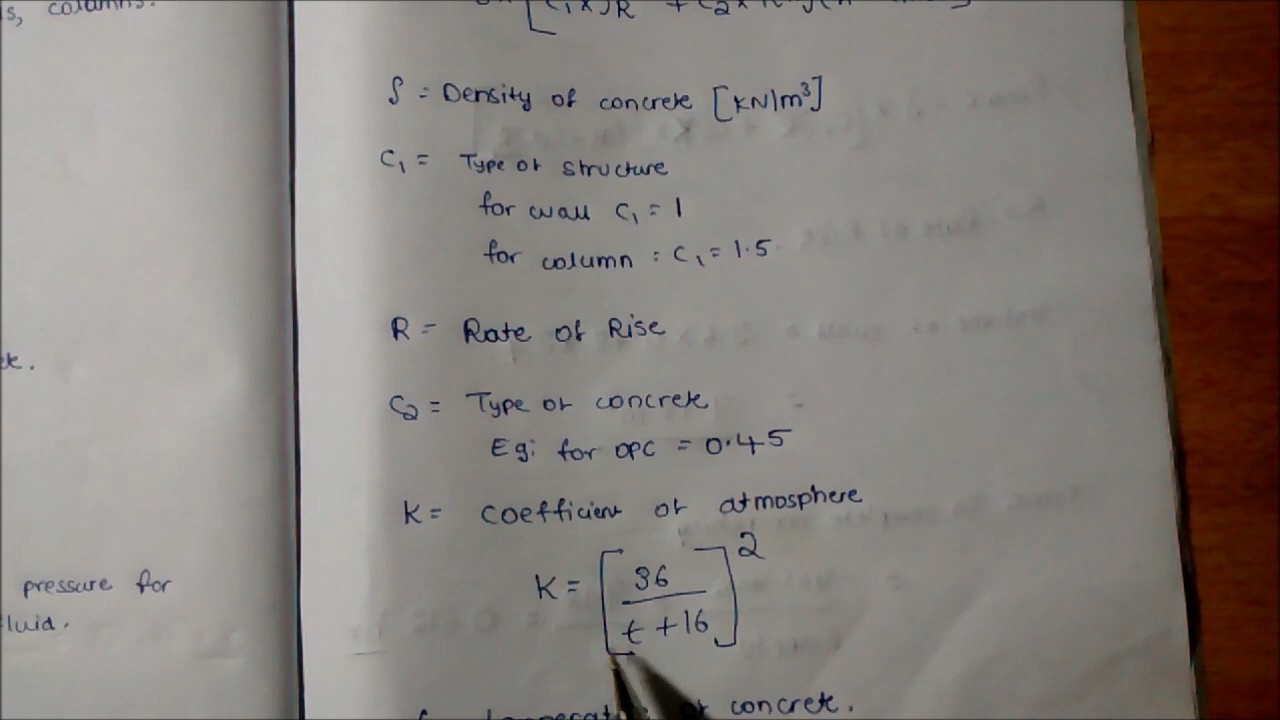 s, columns.
ρ = Density of concrete [KN/m³]
C₁ = Type of structure
for wall C₁ = 1
for column : C₁ = 1.5
R = Rate of Rise
C₂ = Type of concrete
Eg: for OPC = 0.45
K = coefficient of atmosphere
K = [36 / (t + 16)]²
concrete.
pressure for